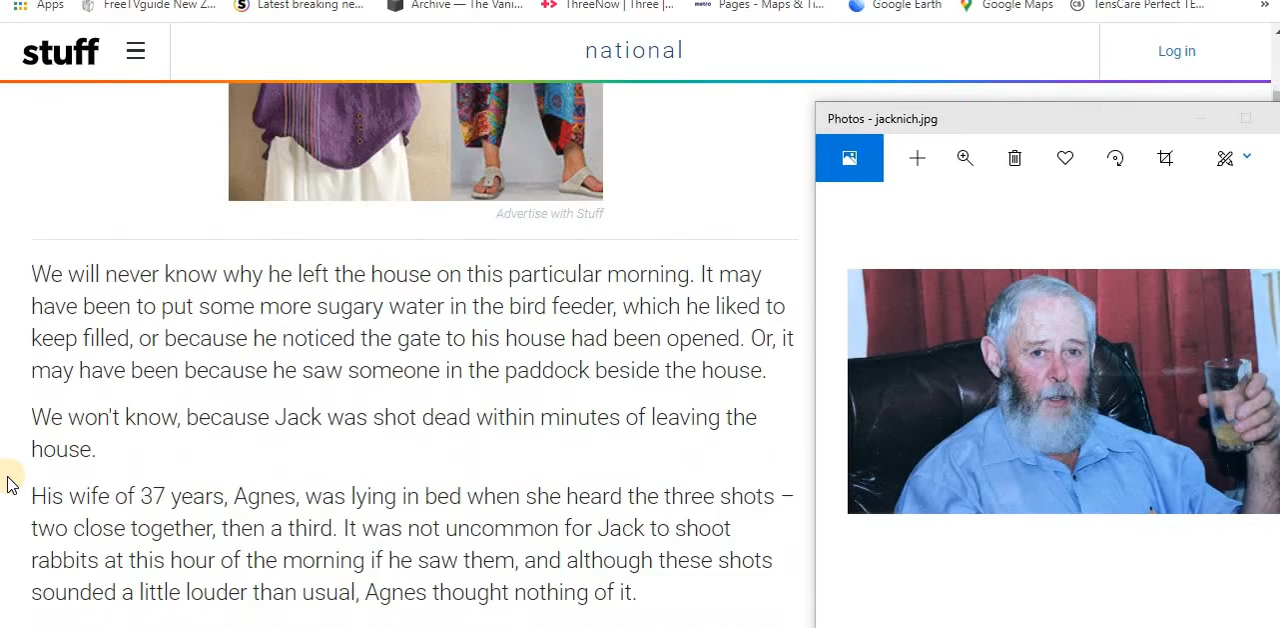 Apps
FreeTVguide New Z...
Latest breaking ne...
Archive — The Vani...
ThreeNow | Three |...
metro
Pages - Maps & Ti...
Google Earth
Google Maps
TensCare Perfect TE...
»
stuff
national
Log in
Photos - jacknich.jpg
Advertise with Stuff
We will never know why he left the house on this particular morning. It may
have been to put some more sugary water in the bird feeder, which he liked to
keep filled, or because he noticed the gate to his house had been opened. Or, it
may have been because he saw someone in the paddock beside the house.
We won't know, because Jack was shot dead within minutes of leaving the
house.
His wife of 37 years, Agnes, was lying in bed when she heard the three shots –
two close together, then a third. It was not uncommon for Jack to shoot
rabbits at this hour of the morning if he saw them, and although these shots
sounded a little louder than usual, Agnes thought nothing of it.